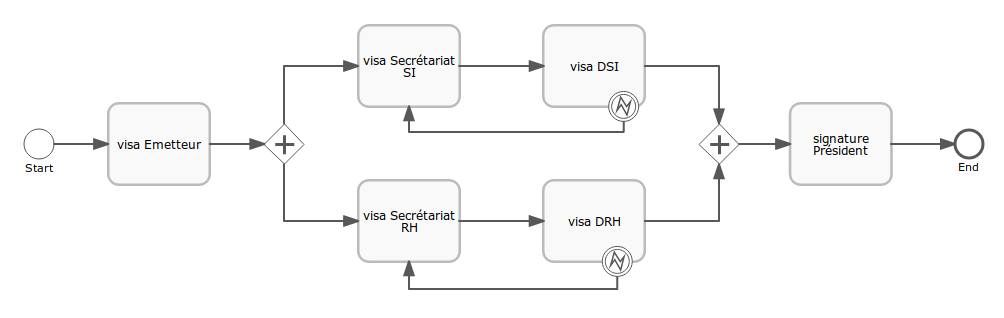 Start
visa Emetteur
visa Secrétariat
SI
visa DSI
visa Secrétariat
RH
visa DRH
signature
Président
End